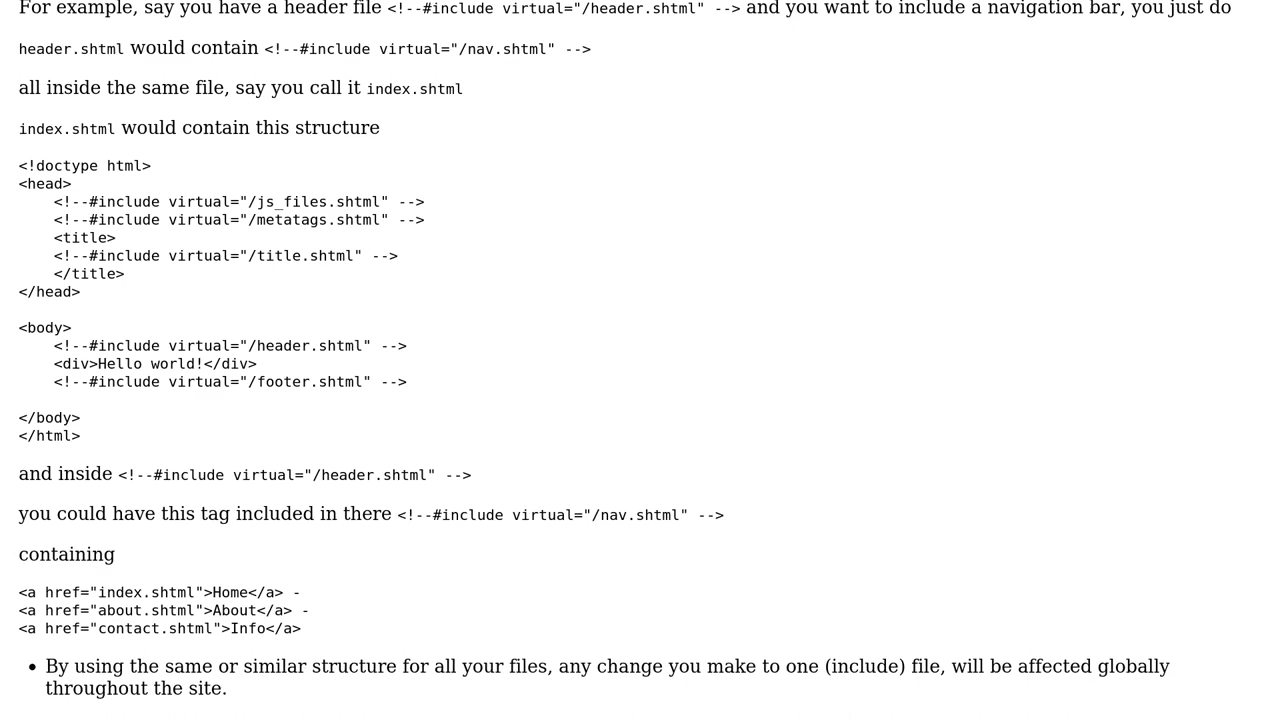 For example, say you have a header file <!--#include virtual="/header.shtml" --> and you want to include a navigation bar, you just do
header.shtml would contain <!--#include virtual="/nav.shtml" -->
all inside the same file, say you call it index.shtml
index.shtml would contain this structure
<!doctype html>
<head>
    <!--#include virtual="/js_files.shtml" -->
    <!--#include virtual="/metatags.shtml" -->
    <title>
    <!--#include virtual="/title.shtml" -->
    </title>
</head>
<body>
    <!--#include virtual="/header.shtml" -->
    <div>Hello world!</div>
    <!--#include virtual="/footer.shtml" -->
</body>
</html>
and inside <!--#include virtual="/header.shtml" -->
you could have this tag included in there <!--#include virtual="/nav.shtml" -->
containing
<a href="index.shtml">Home</a> -
<a href="about.shtml">About</a> -
<a href="contact.shtml">Info</a>
• By using the same or similar structure for all your files, any change you make to one (include) file, will be affected globally
throughout the site.